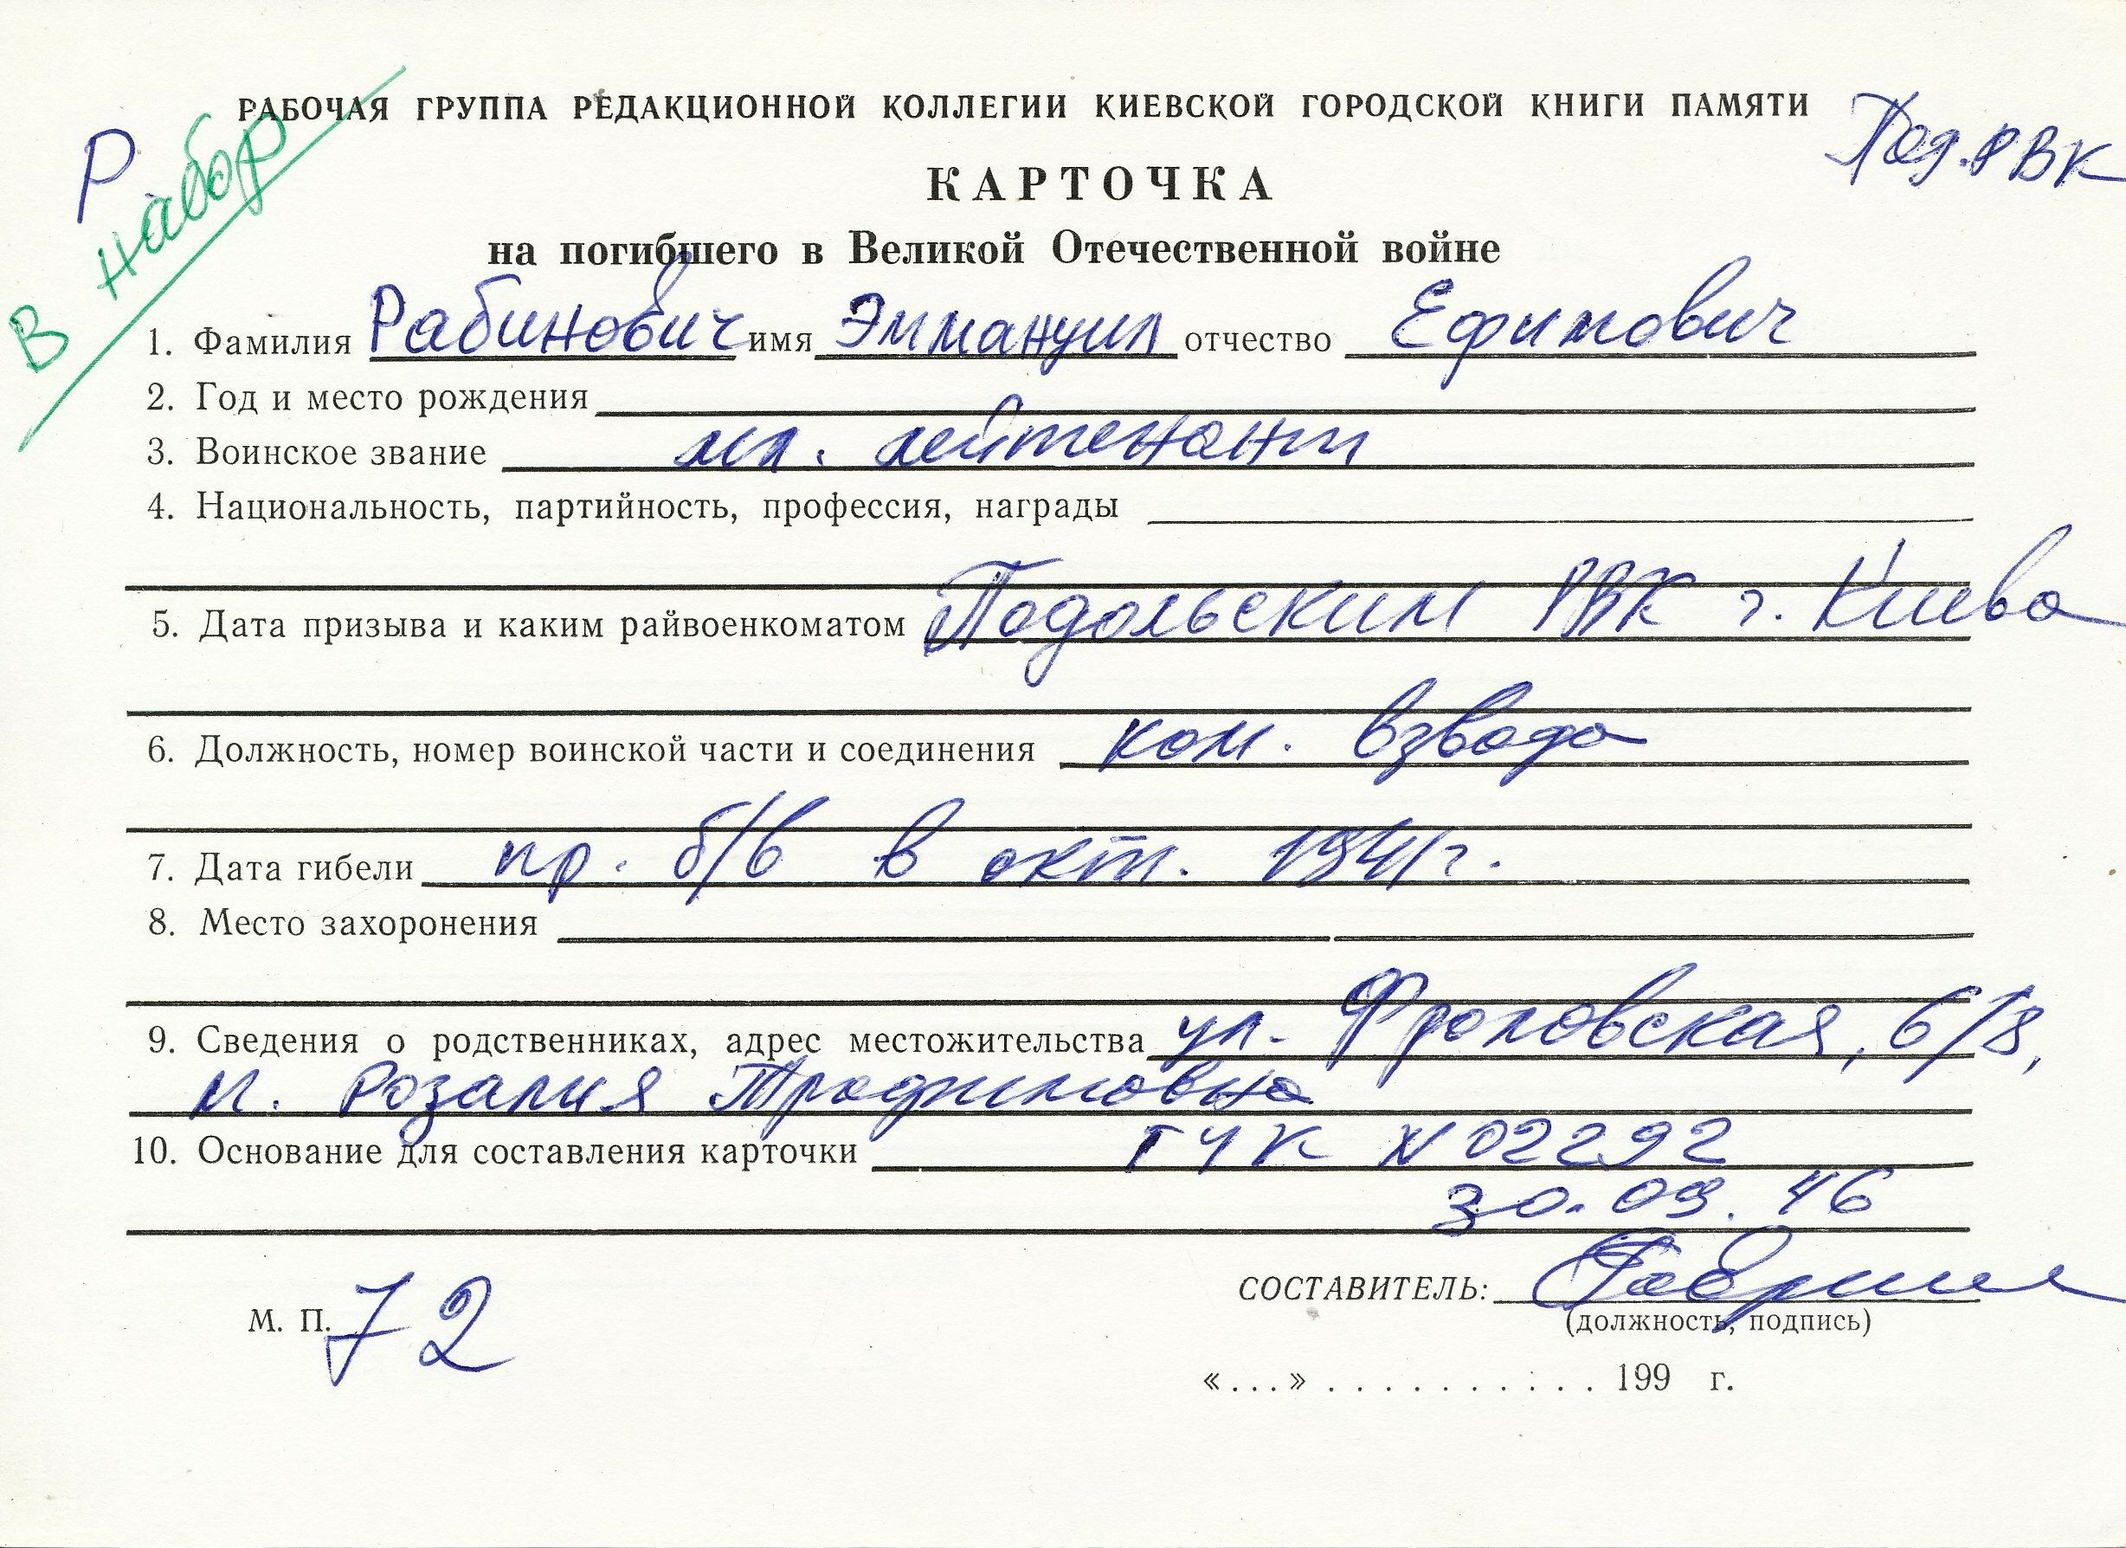 РАБОЧАЯ ГРУППА РЕДАКЦИОННОЙ КОЛЛЕГИИ КИЕВСКОЙ ГОРОДСКОЙ КНИГИ ПАМЯТИ
Р
В набор
Под. РВК
КАРТОЧКА
на погибшего в Великой Отечественной войне
1. Фамилия Рабинович имя Эммануил отчество Ефимович
2. Год и место рождения
3. Воинское звание мл. лейтенант
4. Национальность, партийность, профессия, награды
5. Дата призыва и каким райвоенкоматом Подольским РВК г. Киева
6. Должность, номер воинской части и соединения ком. взвода
7. Дата гибели пр. б/в в окт. 1941г.
8. Место захоронения
9. Сведения о родственниках, адрес местожительства ул. Фроловская, 6/8,
м. Розалия
10. Основание для составления карточки ГУК N 02292
30.09.46
СОСТАВИТЕЛЬ:
(должность, подпись)
М. П. 72
«...» . . . . . . . . . . . 199 г.